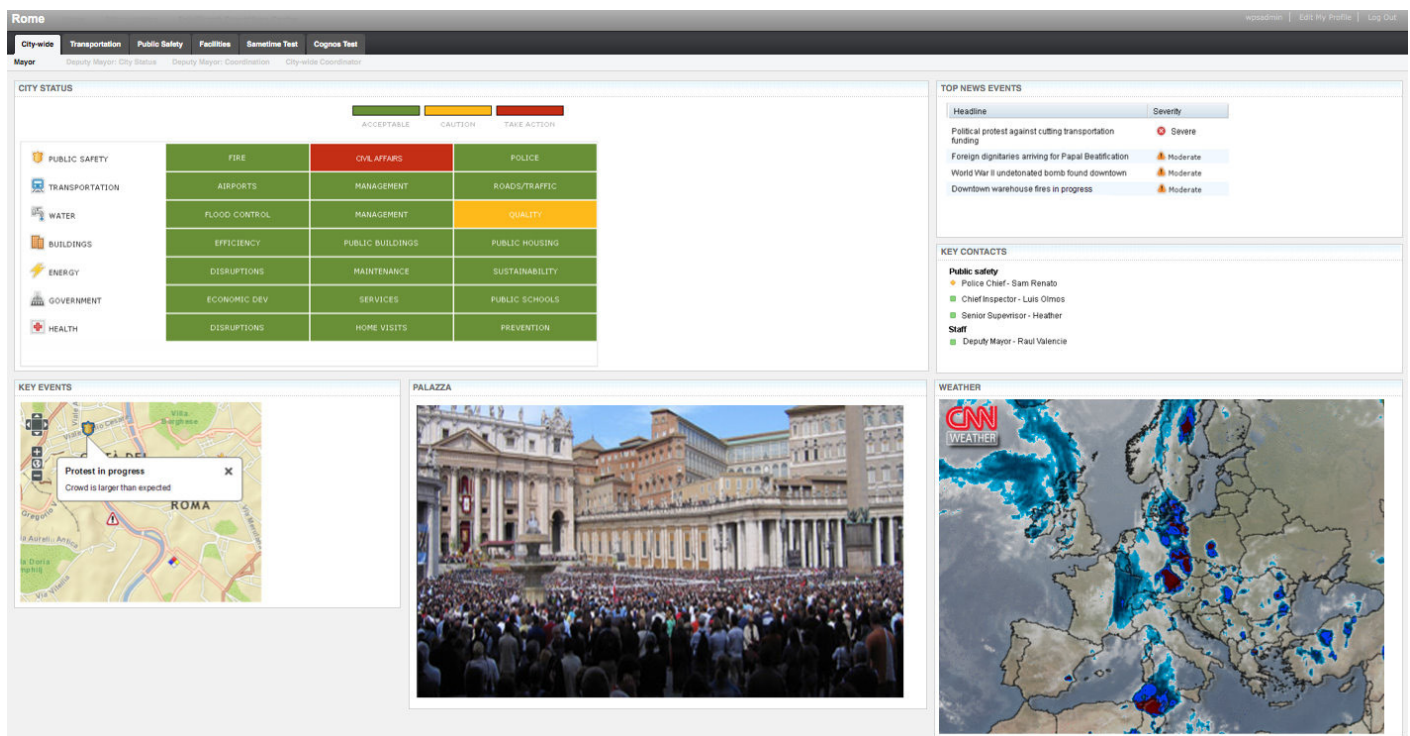 Rome
wpsadmin | Edit My Profile | Log Out
City-wide Transportation Public Safety Facilities Sametime Test Cognos Test
Mayor Deputy Mayor: City Status Deputy Mayor: Coordination City-wide Coordinator
CITY STATUS
ACCEPTABLE CAUTION TAKE ACTION
PUBLIC SAFETY FIRE CIVIL AFFAIRS POLICE
TRANSPORTATION AIRPORTS MANAGEMENT ROADS/TRAFFIC
WATER FLOOD CONTROL MANAGEMENT QUALITY
BUILDINGS EFFICIENCY PUBLIC BUILDINGS PUBLIC HOUSING
ENERGY DISRUPTIONS MAINTENANCE SUSTAINABILITY
GOVERNMENT ECONOMIC DEV SERVICES PUBLIC SCHOOLS
HEALTH DISRUPTIONS HOME VISITS PREVENTION
TOP NEWS EVENTS
Headline Severity
Political protest against cutting transportation
funding
Severe
Foreign dignitaries arriving for Papal Beatification Moderate
World War II undetonated bomb found downtown Moderate
Downtown warehouse fires in progress Moderate
KEY CONTACTS
Public safety
Police Chief - Sam Renato
Chief Inspector - Luis Olmos
Senior Supevrisor - Heather
Staff
Deputy Mayor - Raul Valencie
KEY EVENTS
Villa
Borghese
Protest in progress
Crowd is larger than expected
ROMA
PALAZZA
WEATHER
CNN
WEATHER